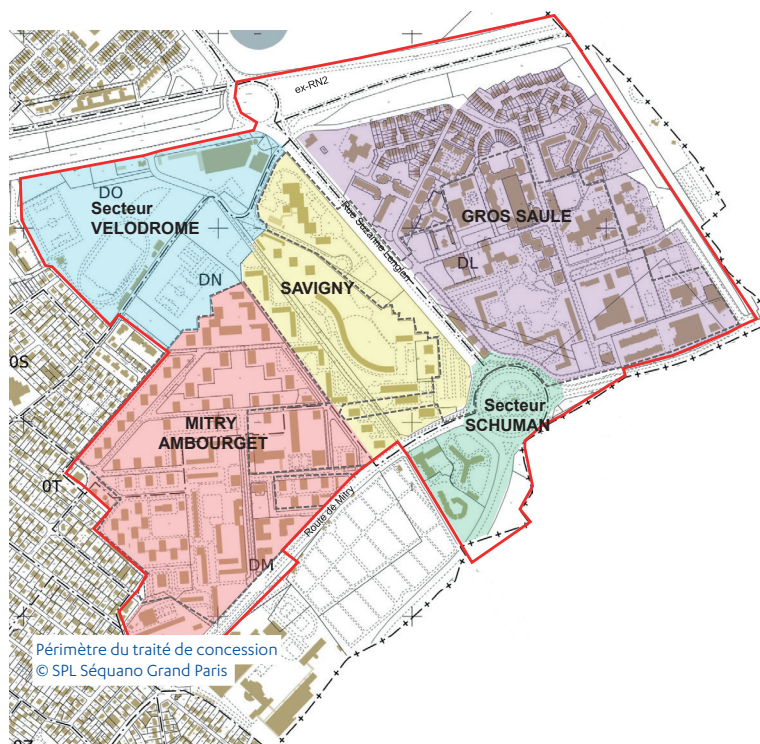 ex-RN2
DO
Secteur
VELODROME
Rue Suzanne Lenglen
GROS SAULE
DL
DN
SAVIGNY
0S
MITRY
AMBOURGET
Secteur
SCHUMAN
0T
Route de Mitry
DM
Périmètre du traité de concession
© SPL Séquano Grand Paris